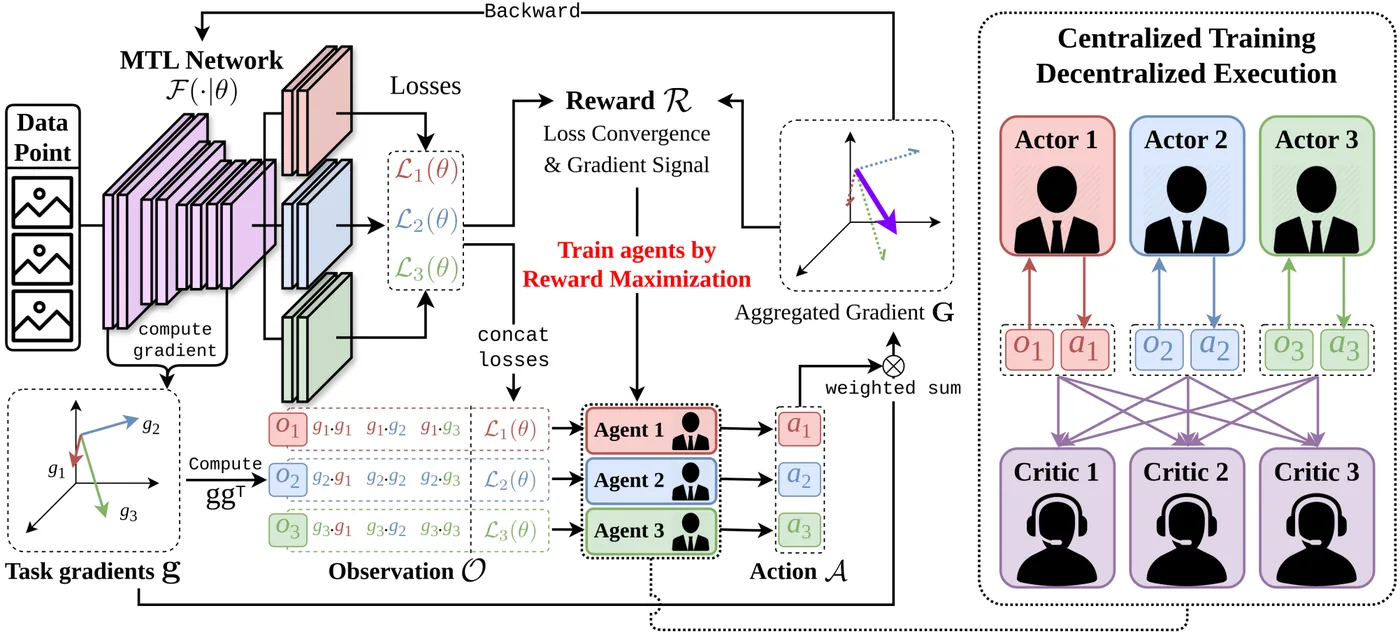 Backward
MTL Network
F(·|θ)
Data
Point
Losses
L₁(θ)
L₂(θ)
L₃(θ)
Reward R
Loss Convergence
& Gradient Signal
Train agents by
Reward Maximization
Aggregated Gradient G
compute
gradient
concat
losses
weighted sum
g₁
g₂
g₃
Task gradients g
Compute
ggᵀ
o₁ g₁·g₁ g₁·g₂ g₁·g₃ L₁(θ)
o₂ g₂·g₁ g₂·g₂ g₂·g₃ L₂(θ)
o₃ g₃·g₁ g₃·g₂ g₃·g₃ L₃(θ)
Observation O
Agent 1
Agent 2
Agent 3
a₁
a₂
a₃
Action A
Centralized Training
Decentralized Execution
Actor 1 Actor 2 Actor 3
o₁ a₁ o₂ a₂ o₃ a₃
Critic 1 Critic 2 Critic 3